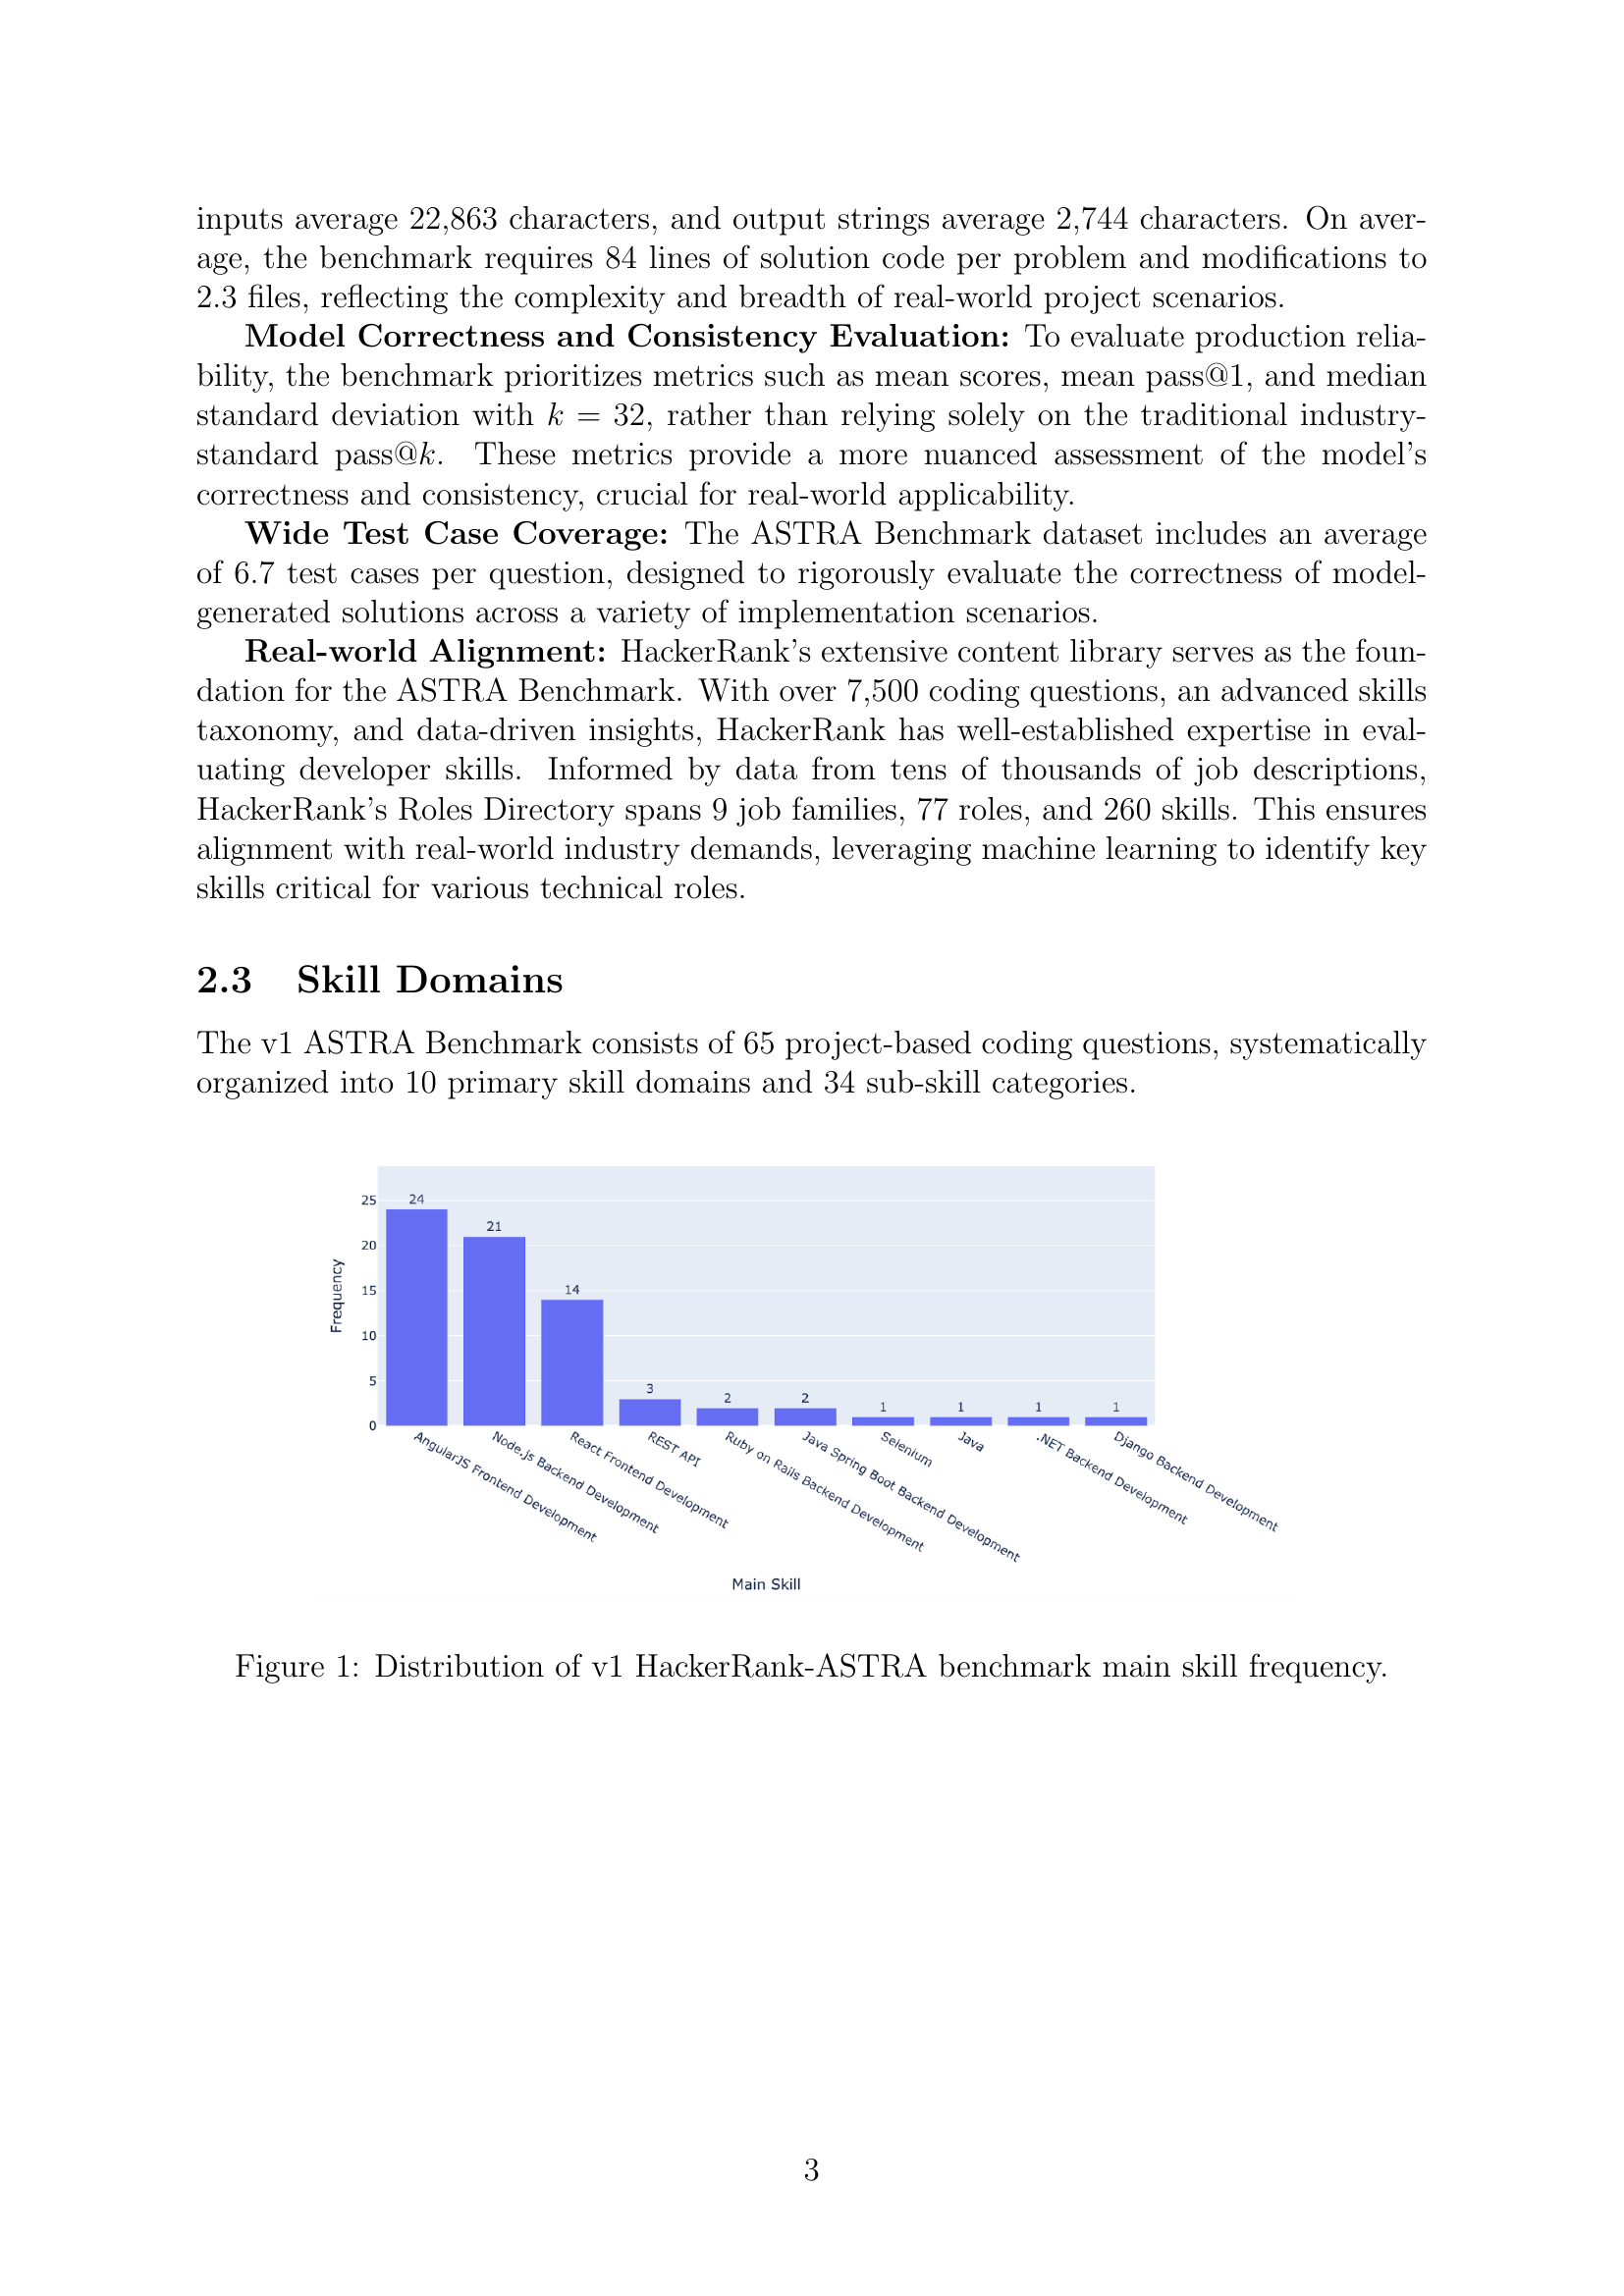 inputs average 22,863 characters, and output strings average 2,744 characters. On aver-
age, the benchmark requires 84 lines of solution code per problem and modifications to
2.3 files, reflecting the complexity and breadth of real-world project scenarios.
Model Correctness and Consistency Evaluation: To evaluate production relia-
bility, the benchmark prioritizes metrics such as mean scores, mean pass@1, and median
standard deviation with k = 32, rather than relying solely on the traditional industry-
standard pass@k. These metrics provide a more nuanced assessment of the model's
correctness and consistency, crucial for real-world applicability.
Wide Test Case Coverage: The ASTRA Benchmark dataset includes an average
of 6.7 test cases per question, designed to rigorously evaluate the correctness of model-
generated solutions across a variety of implementation scenarios.
Real-world Alignment: HackerRank's extensive content library serves as the foun-
dation for the ASTRA Benchmark. With over 7,500 coding questions, an advanced skills
taxonomy, and data-driven insights, HackerRank has well-established expertise in eval-
uating developer skills. Informed by data from tens of thousands of job descriptions,
HackerRank's Roles Directory spans 9 job families, 77 roles, and 260 skills. This ensures
alignment with real-world industry demands, leveraging machine learning to identify key
skills critical for various technical roles.
2.3 Skill Domains
The v1 ASTRA Benchmark consists of 65 project-based coding questions, systematically
organized into 10 primary skill domains and 34 sub-skill categories.
Frequency
25
20
15
10
5
0
24
21
14
3
2
2
1
1
1
1
AngularJS Frontend Development
Node.js Backend Development
React Frontend Development
REST API
Ruby on Rails Backend Development
Java Spring Boot Backend Development
Selenium
Java
.NET Backend Development
Django Backend Development
Main Skill
Figure 1: Distribution of v1 HackerRank-ASTRA benchmark main skill frequency.
3